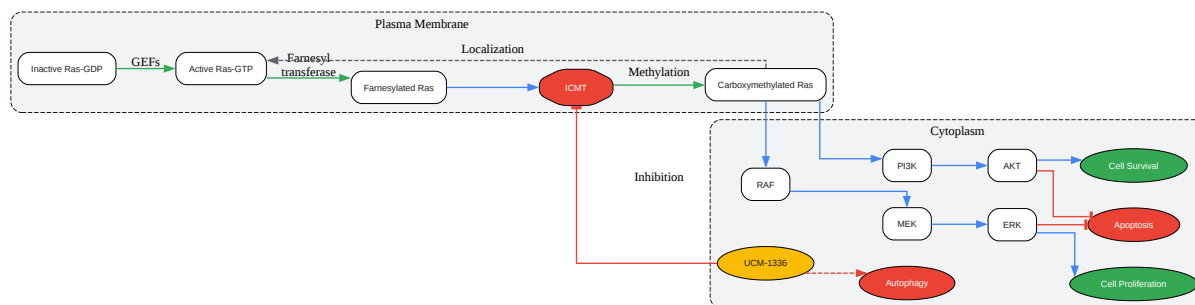 Plasma Membrane
Localization
Inactive Ras-GDP
GEFs
Active Ras-GTP
Farnesyl
transferase
Farnesylated Ras
ICMT
Methylation
Carboxymethylated Ras
Cytoplasm
Inhibition
RAF
PI3K
AKT
Cell Survival
MEK
ERK
Apoptosis
UCM-1336
Autophagy
Cell Proliferation